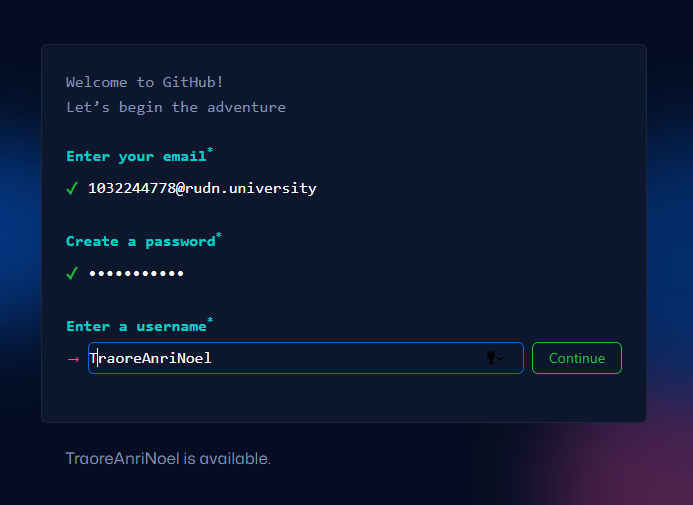 Welcome to GitHub!
Let’s begin the adventure
Enter your email*
✓ 1032244778@rudn.university
Create a password*
✓ •••••••••••
Enter a username*
→ TraoreAnriNoel
Continue
TraoreAnriNoel is available.